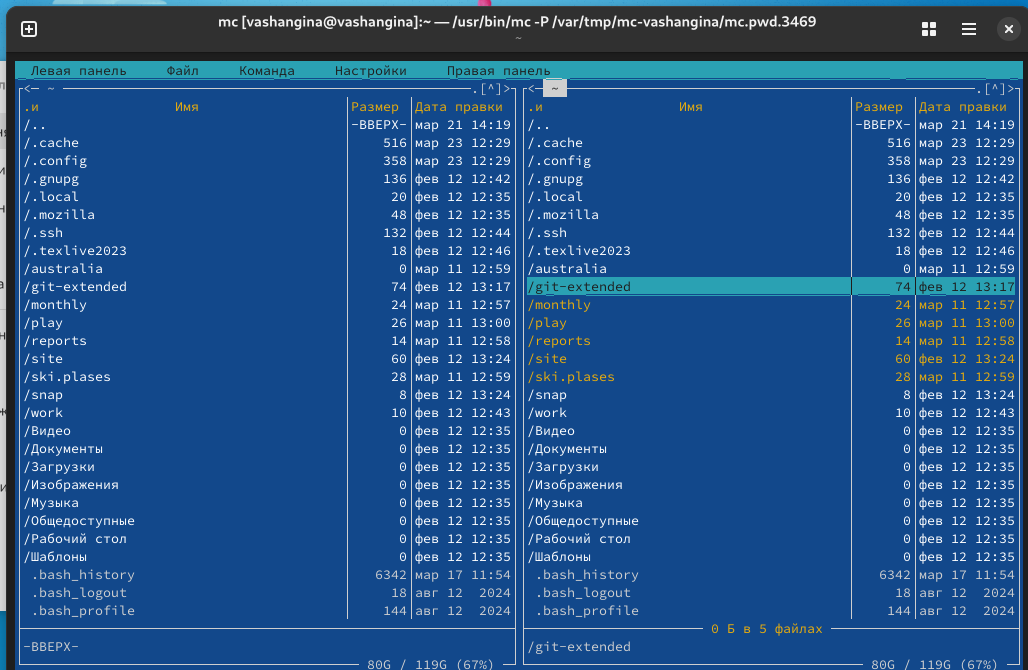 mc [vashangina@vashangina]:~ — /usr/bin/mc -P /var/tmp/mc-vashangina/mc.pwd.3469
~
Левая панель Файл Команда Настройки Правая панель
<— ~ .[^]> <— ~ .[^]>
.и Имя Размер Дата правки .и Имя Размер Дата правки
/.. -ВВЕРХ- мар 21 14:19 /.. -ВВЕРХ- мар 21 14:19
/.cache 516 мар 23 12:29 /.cache 516 мар 23 12:29
/.config 358 мар 23 12:29 /.config 358 мар 23 12:29
/.gnupg 136 фев 12 12:42 /.gnupg 136 фев 12 12:42
/.local 20 фев 12 12:35 /.local 20 фев 12 12:35
/.mozilla 48 фев 12 12:35 /.mozilla 48 фев 12 12:35
/.ssh 132 фев 12 12:44 /.ssh 132 фев 12 12:44
/.texlive2023 18 фев 12 12:46 /.texlive2023 18 фев 12 12:46
/australia 0 мар 11 12:59 /australia 0 мар 11 12:59
/git-extended 74 фев 12 13:17 /git-extended 74 фев 12 13:17
/monthly 24 мар 11 12:57 /monthly 24 мар 11 12:57
/play 26 мар 11 13:00 /play 26 мар 11 13:00
/reports 14 мар 11 12:58 /reports 14 мар 11 12:58
/site 60 фев 12 13:24 /site 60 фев 12 13:24
/ski.plases 28 мар 11 12:59 /ski.plases 28 мар 11 12:59
/snap 8 фев 12 13:24 /snap 8 фев 12 13:24
/work 10 фев 12 12:43 /work 10 фев 12 12:43
/Видео 0 фев 12 12:35 /Видео 0 фев 12 12:35
/Документы 0 фев 12 12:35 /Документы 0 фев 12 12:35
/Загрузки 0 фев 12 12:35 /Загрузки 0 фев 12 12:35
/Изображения 0 фев 12 12:35 /Изображения 0 фев 12 12:35
/Музыка 0 фев 12 12:35 /Музыка 0 фев 12 12:35
/Общедоступные 0 фев 12 12:35 /Общедоступные 0 фев 12 12:35
/Рабочий стол 0 фев 12 12:35 /Рабочий стол 0 фев 12 12:35
/Шаблоны 0 фев 12 12:35 /Шаблоны 0 фев 12 12:35
.bash_history 6342 мар 17 11:54 .bash_history 6342 мар 17 11:54
.bash_logout 18 авг 12 2024 .bash_logout 18 авг 12 2024
.bash_profile 144 авг 12 2024 .bash_profile 144 авг 12 2024
0 Б в 5 файлах
-ВВЕРХ- /git-extended
80G / 119G (67%) 80G / 119G (67%)